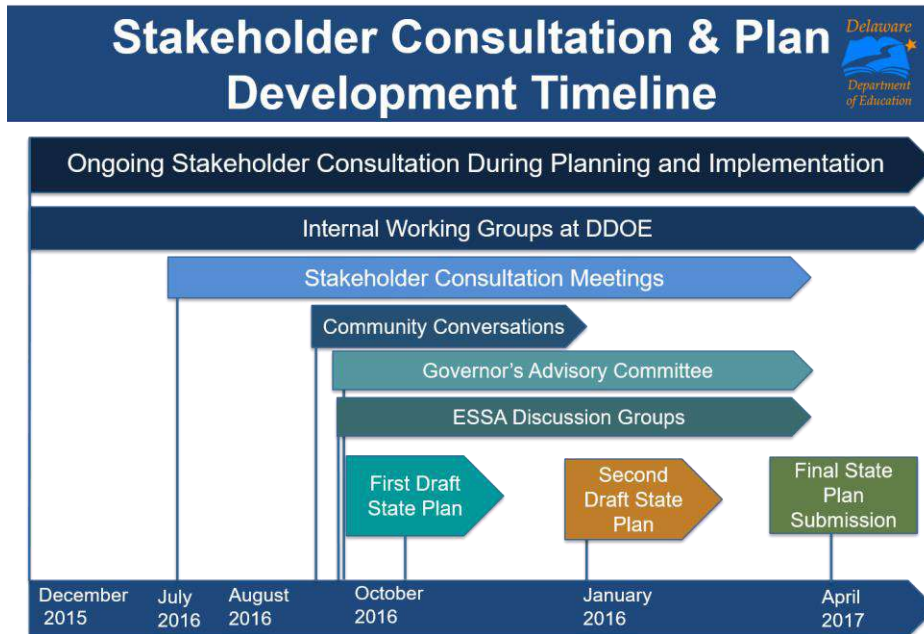 Stakeholder Consultation & Plan
Development Timeline
Delaware
Department
of Education
Ongoing Stakeholder Consultation During Planning and Implementation
Internal Working Groups at DDOE
Stakeholder Consultation Meetings
Community Conversations
Governor's Advisory Committee
ESSA Discussion Groups
First Draft
State Plan
Second
Draft State
Plan
Final State
Plan
Submission
December
2015
July
2016
August
2016
October
2016
January
2016
April
2017